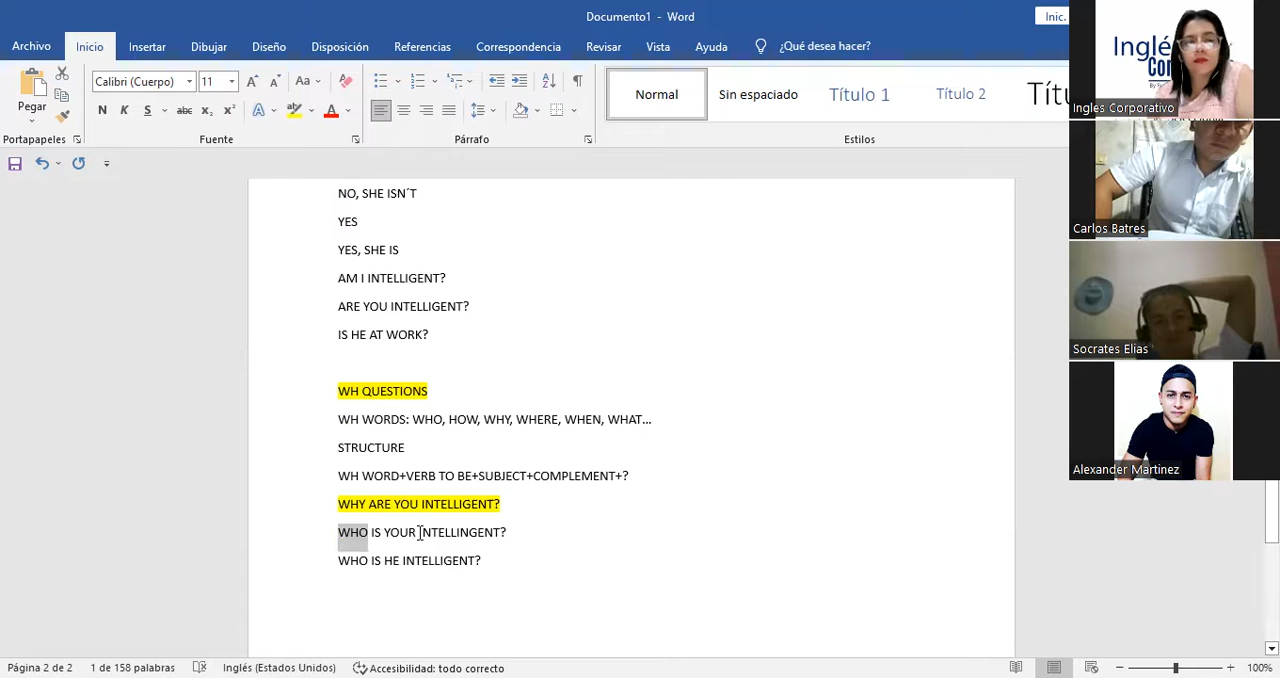 Documento1 - Word
Inic.
Archivo Inicio Insertar Dibujar Diseño Disposición Referencias Correspondencia Revisar Vista Ayuda ¿Qué desea hacer?
Pegar
Calibri (Cuerpo) 11
Normal Sin espaciado Título 1 Título 2
Portapapeles Fuente Párrafo Estilos
NO, SHE ISN´T
YES
YES, SHE IS
AM I INTELLIGENT?
ARE YOU INTELLIGENT?
IS HE AT WORK?
WH QUESTIONS
WH WORDS: WHO, HOW, WHY, WHERE, WHEN, WHAT...
STRUCTURE
WH WORD+VERB TO BE+SUBJECT+COMPLEMENT+?
WHY ARE YOU INTELLIGENT?
WHO IS YOUR INTELLINGENT?
WHO IS HE INTELLIGENT?
Página 2 de 2 1 de 158 palabras Inglés (Estados Unidos) Accesibilidad: todo correcto 100%
Ingles Corporativo
Carlos Batres
Socrates Elias
Alexander Martinez